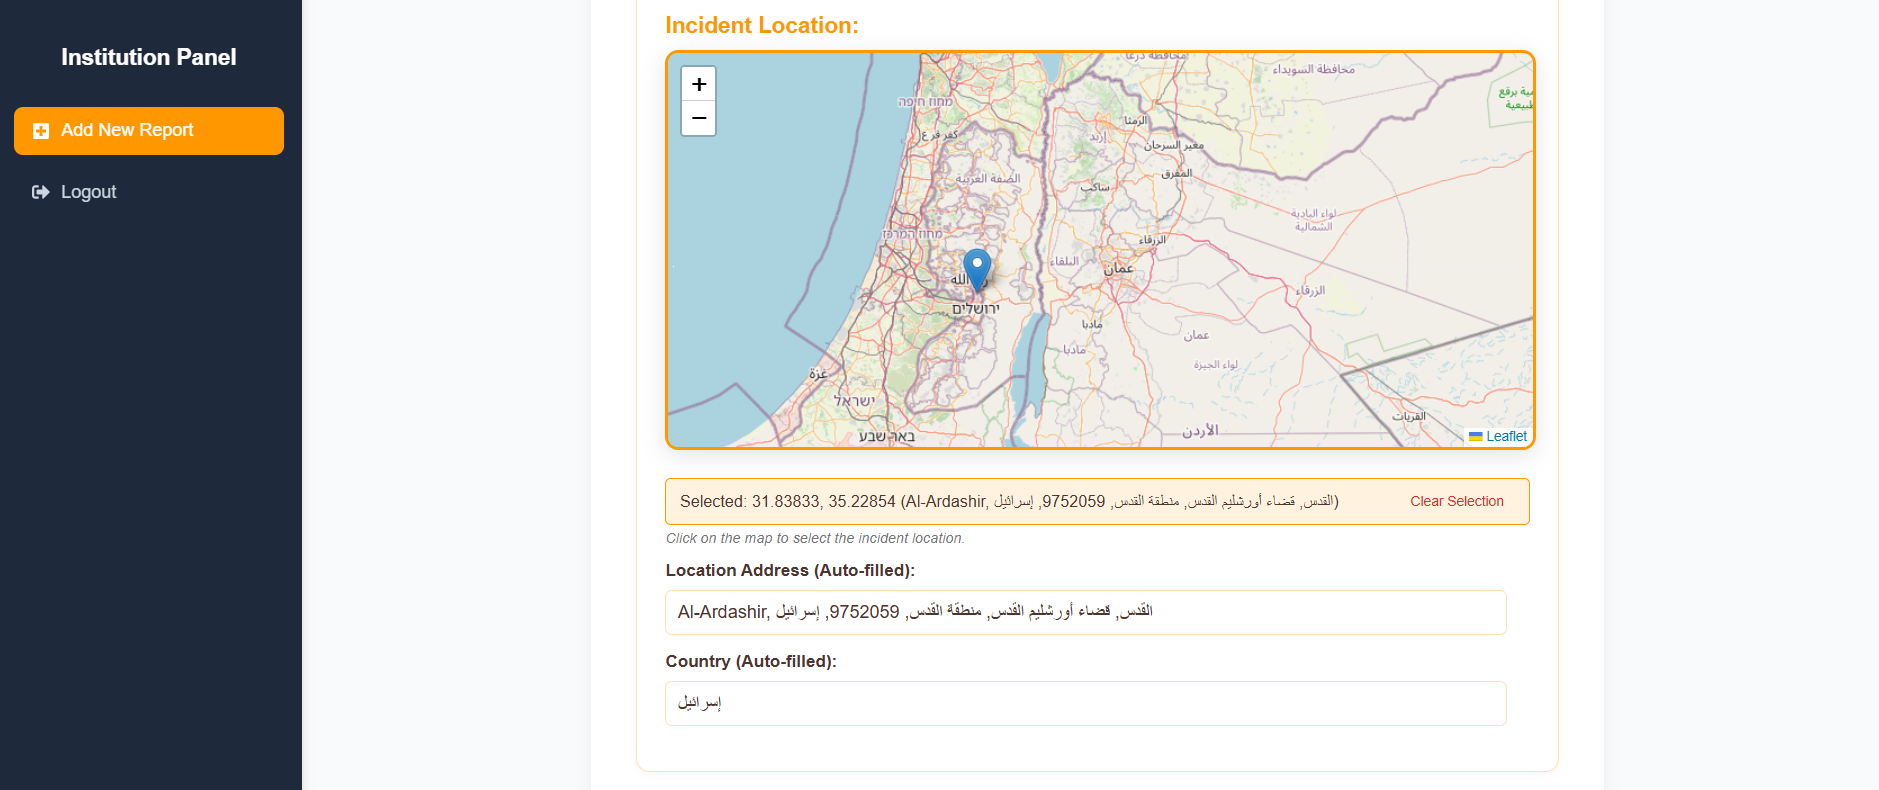 Institution Panel
Add New Report
Logout
Incident Location:
+
−
محافظة درعا
محافظة السويداء
מחוז חיפה
الرمثا
إربد
كفر قرع
مغير السرحان
المفرق
الضفة الغربية
ساكب
لواء البادية
الشمالية
מחוז המרכז
الزرقاء
البلقاء
عمان
الله
ירושלים
الزرقاء
مادبا
عمان
مادبا
لواء الجيزة
غزة
ישראל
القريات
الأردن
באר שבע
Leaflet
Selected: 31.83833, 35.22854 (Al-Ardashir, القدس, قضاء أورشليم القدس, منطقة القدس, 9752059, إسرائيل)
Clear Selection
Click on the map to select the incident location.
Location Address (Auto-filled):
Al-Ardashir, القدس, قضاء أورشليم القدس, منطقة القدس, 9752059, إسرائيل
Country (Auto-filled):
إسرائيل